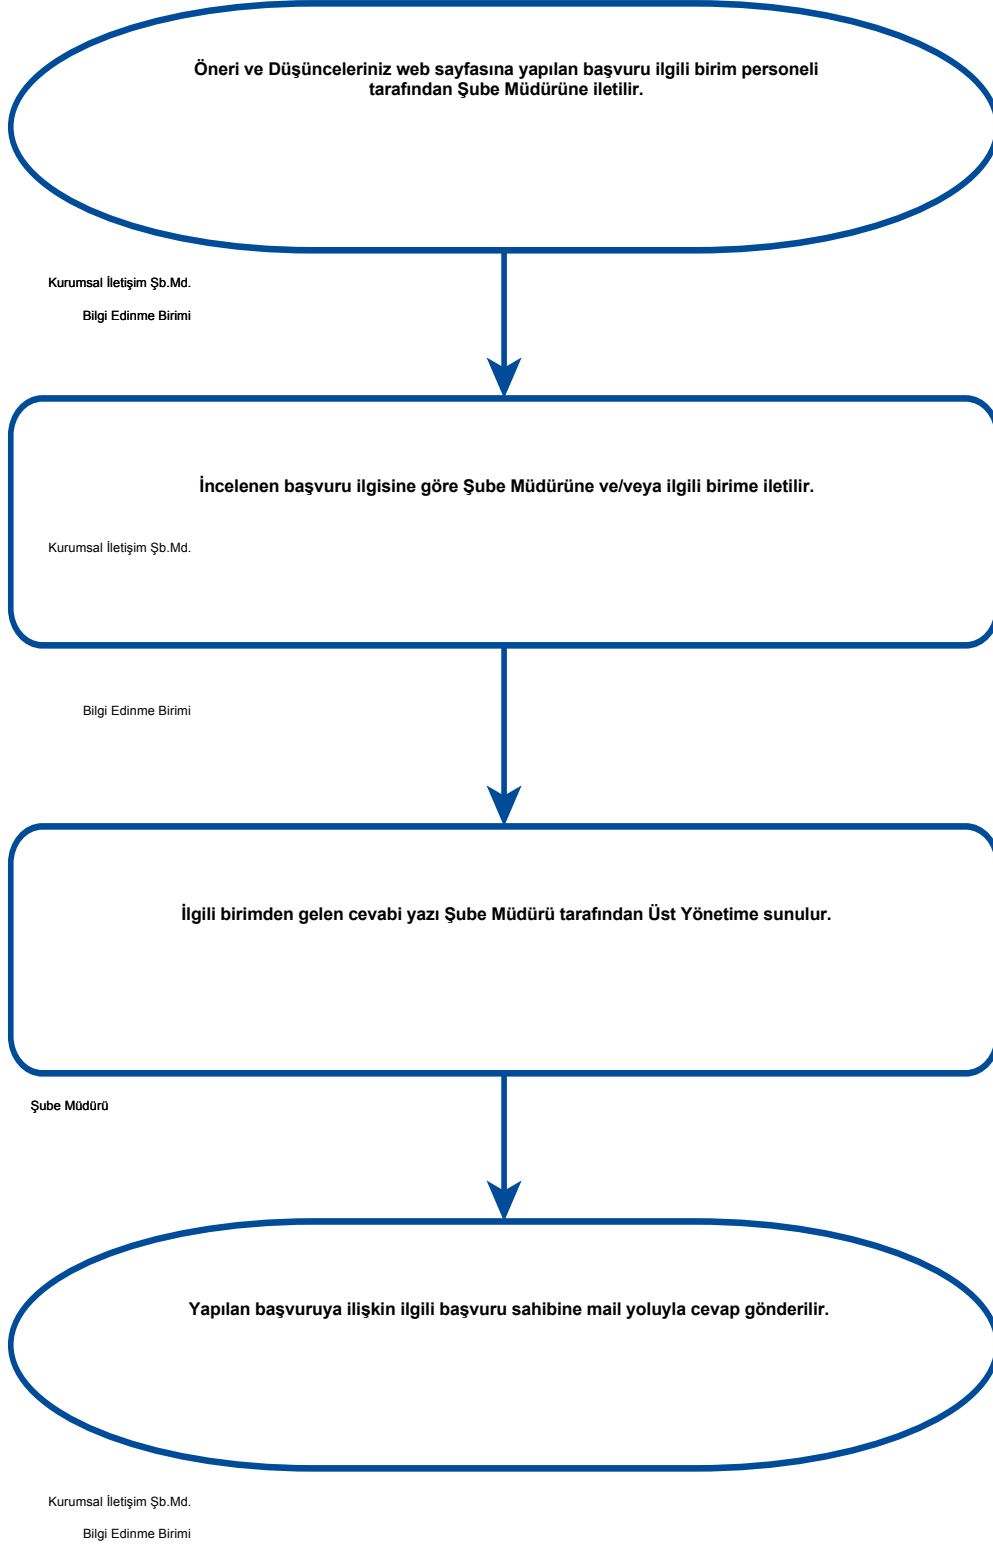 Öneri ve Düşünceleriniz web sayfasına yapılan başvuru ilgili birim personeli
tarafından Şube Müdürüne iletilir.
Kurumsal İletişim Şb.Md.
Bilgi Edinme Birimi
İncelenen başvuru ilgisine göre Şube Müdürüne ve/veya ilgili birime iletilir.
Kurumsal İletişim Şb.Md.
Bilgi Edinme Birimi
İlgili birimden gelen cevabi yazı Şube Müdürü tarafından Üst Yönetime sunulur.
Şube Müdürü
Yapılan başvuruya ilişkin ilgili başvuru sahibine mail yoluyla cevap gönderilir.
Kurumsal İletişim Şb.Md.
Bilgi Edinme Birimi